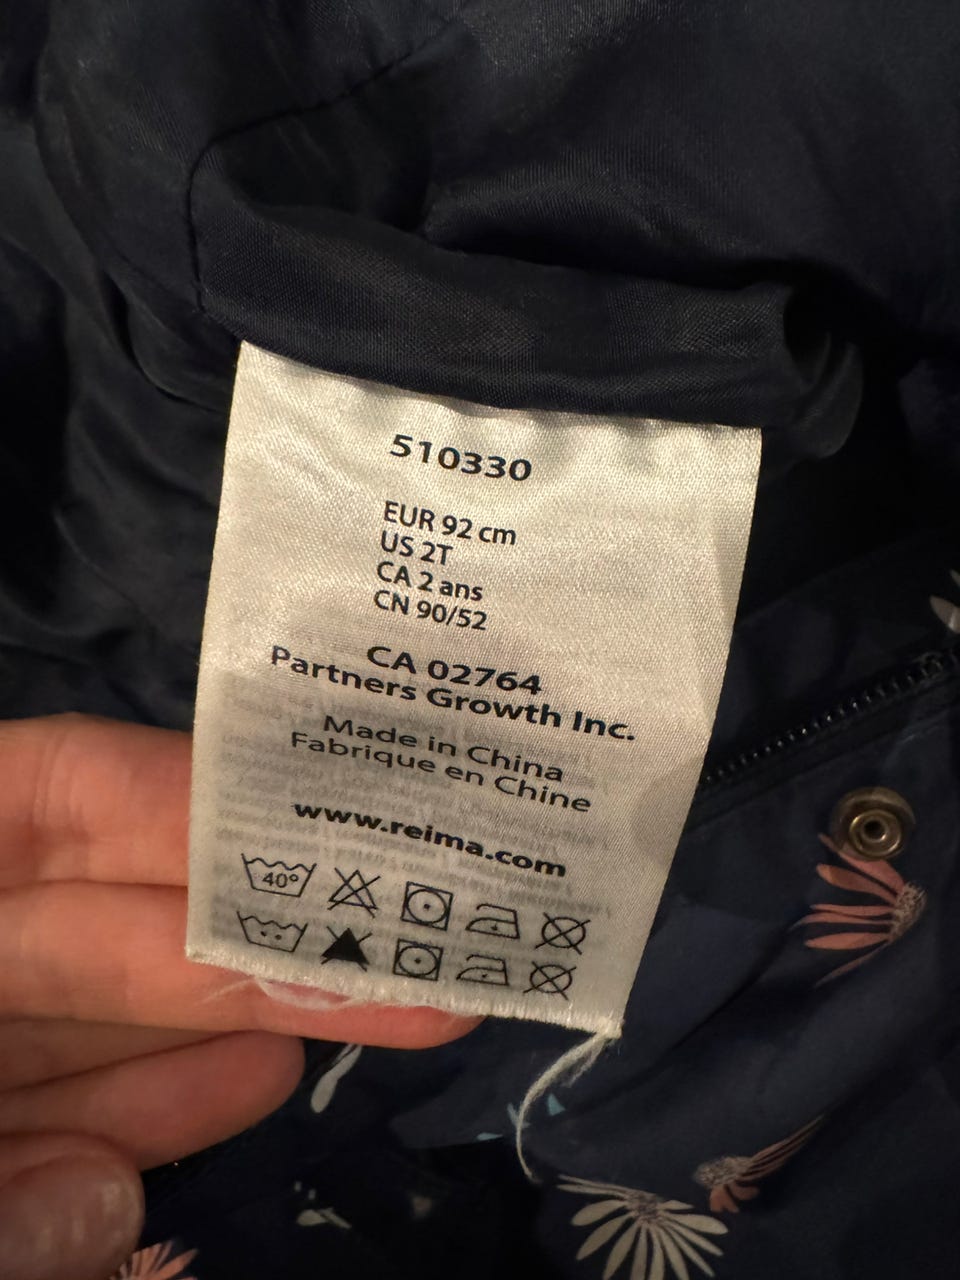 510330
EUR 92 cm
US 2T
CA 2 ans
CN 90/52
CA 02764
Partners Growth Inc.
Made in China
Fabrique en Chine
www.reima.com
40°